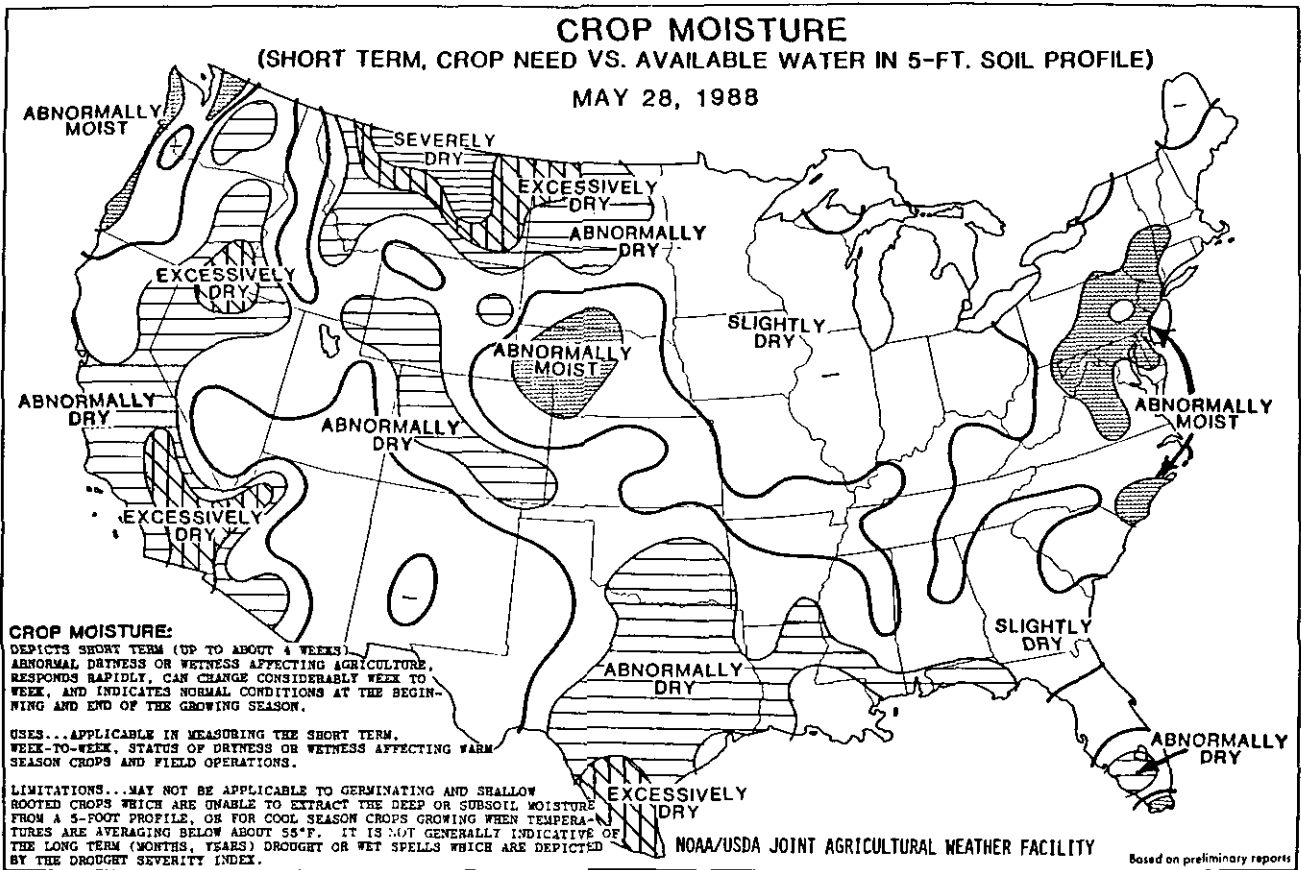 CROP MOISTURE
(SHORT TERM, CROP NEED VS. AVAILABLE WATER IN 5-FT. SOIL PROFILE)
MAY 28, 1988
ABNORMALLY
MOIST
SEVERELY
DRY
EXCESSIVELY
DRY
ABNORMALLY
DRY
EXCESSIVELY
DRY
SLIGHTLY
DRY
ABNORMALLY
MOIST
ABNORMALLY
DRY
ABNORMALLY
DRY
ABNORMALLY
MOIST
EXCESSIVELY
DRY
SLIGHTLY
DRY
ABNORMALLY
DRY
ABNORMALLY
DRY
EXCESSIVELY
DRY
CROP MOISTURE:
DEPICTS SHORT TERM (UP TO ABOUT 4 WEEKS)
ABNORMAL DRYNESS OR WETNESS AFFECTING AGRICULTURE,
RESPONDS RAPIDLY, CAN CHANGE CONSIDERABLY WEEK TO
WEEK, AND INDICATES NORMAL CONDITIONS AT THE BEGIN-
NING AND END OF THE GROWING SEASON.
USES...APPLICABLE IN MEASURING THE SHORT TERM,
WEEK-TO-WEEK, STATUS OF DRYNESS OR WETNESS AFFECTING WARM
SEASON CROPS AND FIELD OPERATIONS.
LIMITATIONS...MAY NOT BE APPLICABLE TO GERMINATING AND SHALLOW
ROOTED CROPS WHICH ARE UNABLE TO EXTRACT THE DEEP OR SUBSOIL MOISTURE
FROM A 5-FOOT PROFILE, OR FOR COOL SEASON CROPS GROWING WHEN TEMPERA-
TURES ARE AVERAGING BELOW ABOUT 55°F. IT IS NOT GENERALLY INDICATIVE OF
THE LONG TERM (MONTHS, YEARS) DROUGHT OR WET SPELLS WHICH ARE DEPICTED
BY THE DROUGHT SEVERITY INDEX.
NOAA/USDA JOINT AGRICULTURAL WEATHER FACILITY
Based on preliminary reports